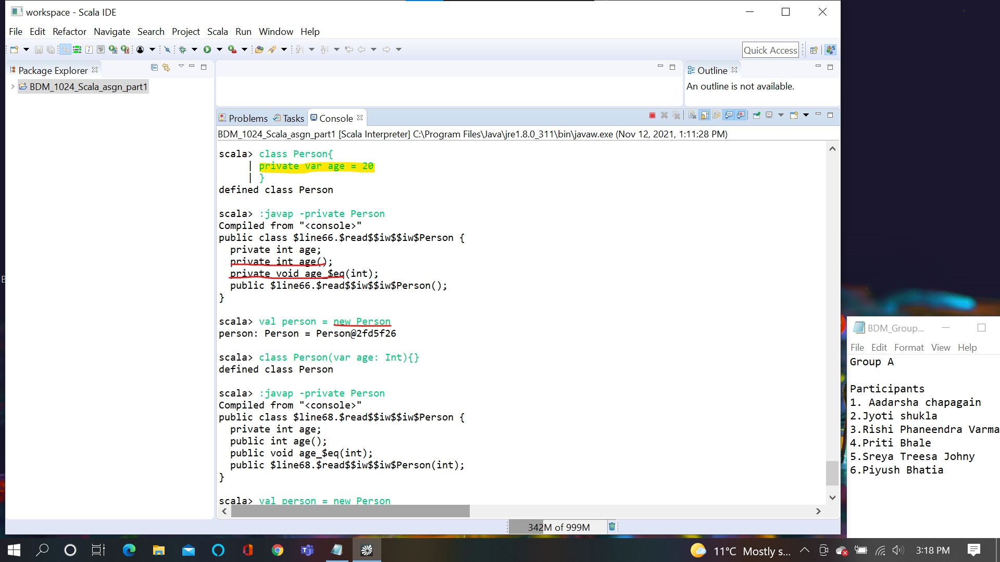 workspace - Scala IDE
File Edit Refactor Navigate Search Project Scala Run Window Help
Quick Access
Package Explorer
BDM_1024_Scala_asgn_part1
Outline
An outline is not available.
Problems Tasks Console
BDM_1024_Scala_asgn_part1 [Scala Interpreter] C:\Program Files\Java\jre1.8.0_311\bin\javaw.exe (Nov 12, 2021, 1:11:28 PM)
scala> class Person{
| private var age = 20
| }
defined class Person
scala> :javap -private Person
Compiled from "<console>"
public class $line66.$read$$iw$$iw$Person {
private int age;
private int age();
private void age_$eq(int);
public $line66.$read$$iw$$iw$Person();
}
scala> val person = new Person
person: Person = Person@2fd5f26
scala> class Person(var age: Int){}
defined class Person
scala> :javap -private Person
Compiled from "<console>"
public class $line68.$read$$iw$$iw$Person {
private int age;
public int age();
public void age_$eq(int);
public $line68.$read$$iw$$iw$Person(int);
}
scala> val person = new Person
342M of 999M
BDM_Group...
File Edit Format View Help
Group A
Participants
1. Aadarsha chapagain
2.Jyoti shukla
3.Rishi Phaneendra Varma
4.Priti Bhale
5.Sreya Treesa Johny
6.Piyush Bhatia
B
11°C Mostly s...
3:18 PM